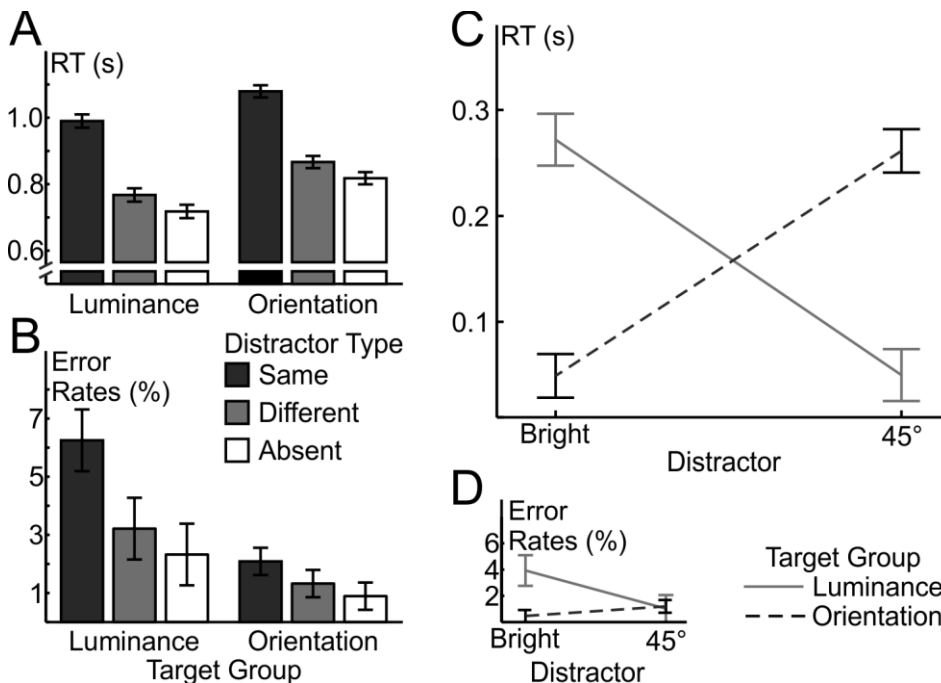 A
RT (s)
1.0
0.8
0.6
Luminance Orientation
B
Error
Rates (%)
7
5
3
1
Distractor Type
Same
Different
Absent
Luminance Orientation
Target Group
C
RT (s)
0.3
0.2
0.1
Bright 45°
Distractor
D
Error
Rates (%)
6
4
2
Bright 45°
Distractor
Target Group
Luminance
Orientation